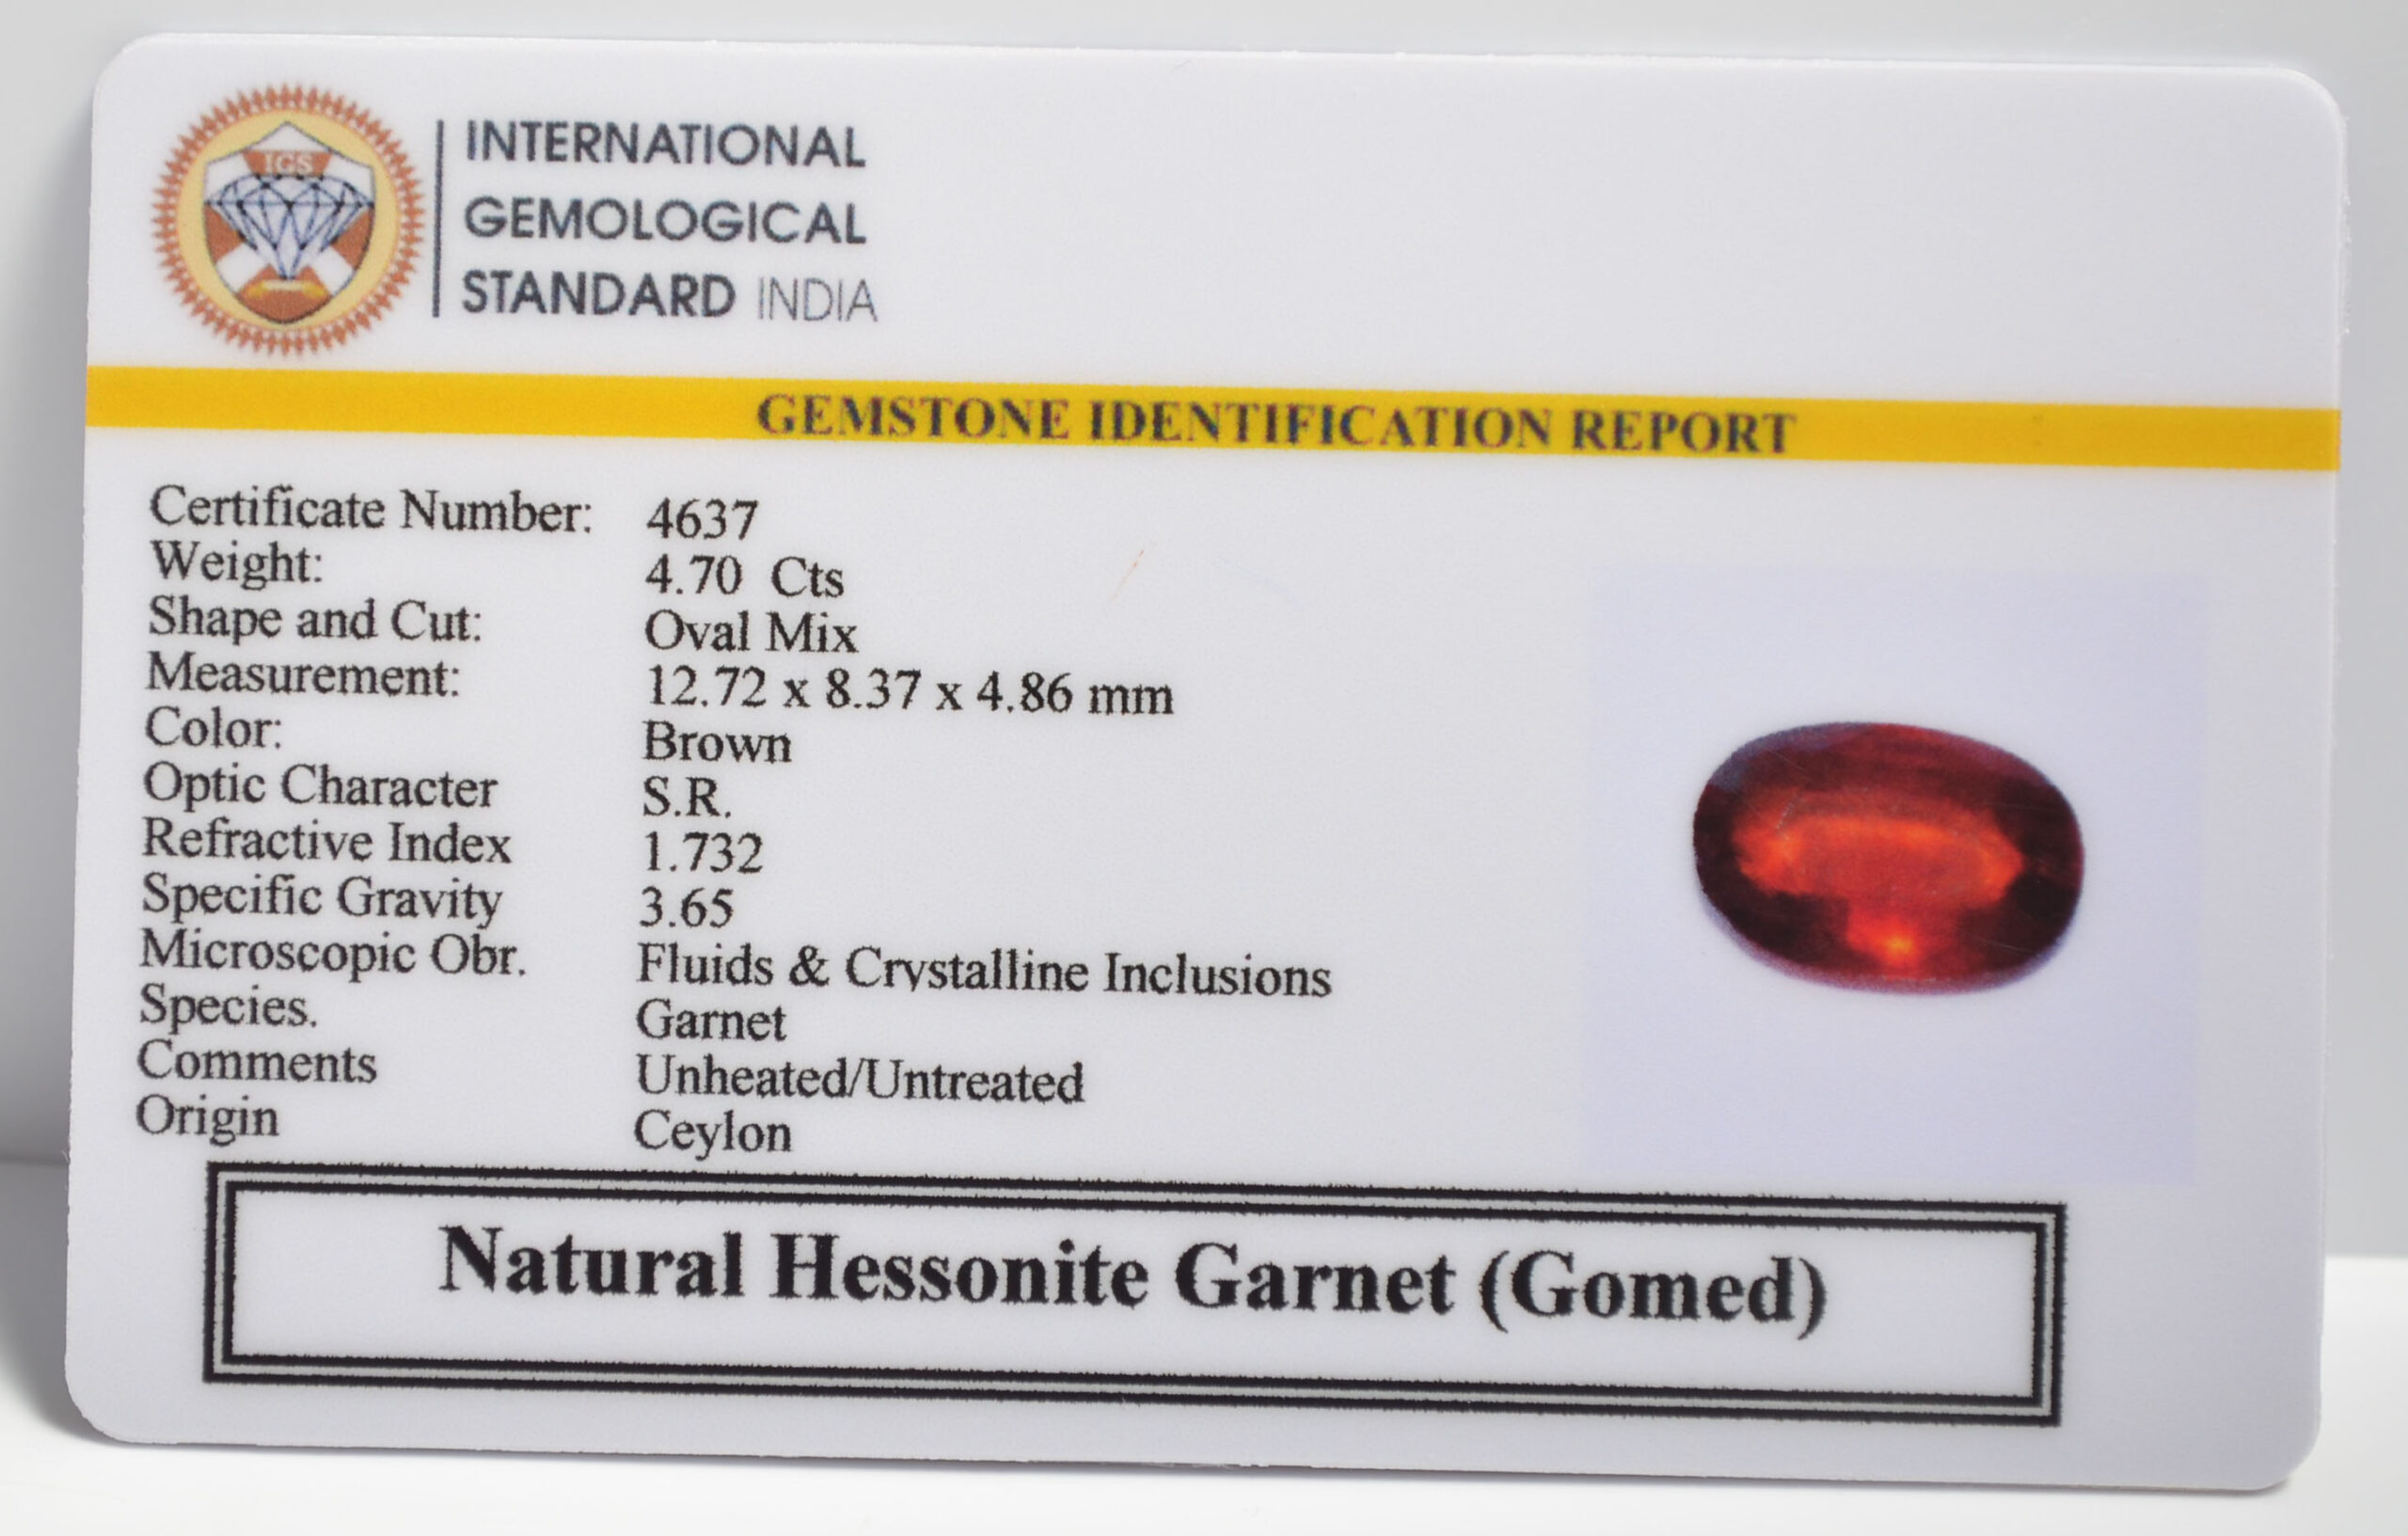 IGS
INTERNATIONAL
GEMOLOGICAL
STANDARD INDIA
GEMSTONE IDENTIFICATION REPORT
Certificate Number: 4637
Weight: 4.70 Cts
Shape and Cut: Oval Mix
Measurement: 12.72 x 8.37 x 4.86 mm
Color: Brown
Optic Character S.R.
Refractive Index 1.732
Specific Gravity 3.65
Microscopic Obr. Fluids & Crystalline Inclusions
Species. Garnet
Comments Unheated/Untreated
Origin Ceylon
Natural Hessonite Garnet (Gomed)